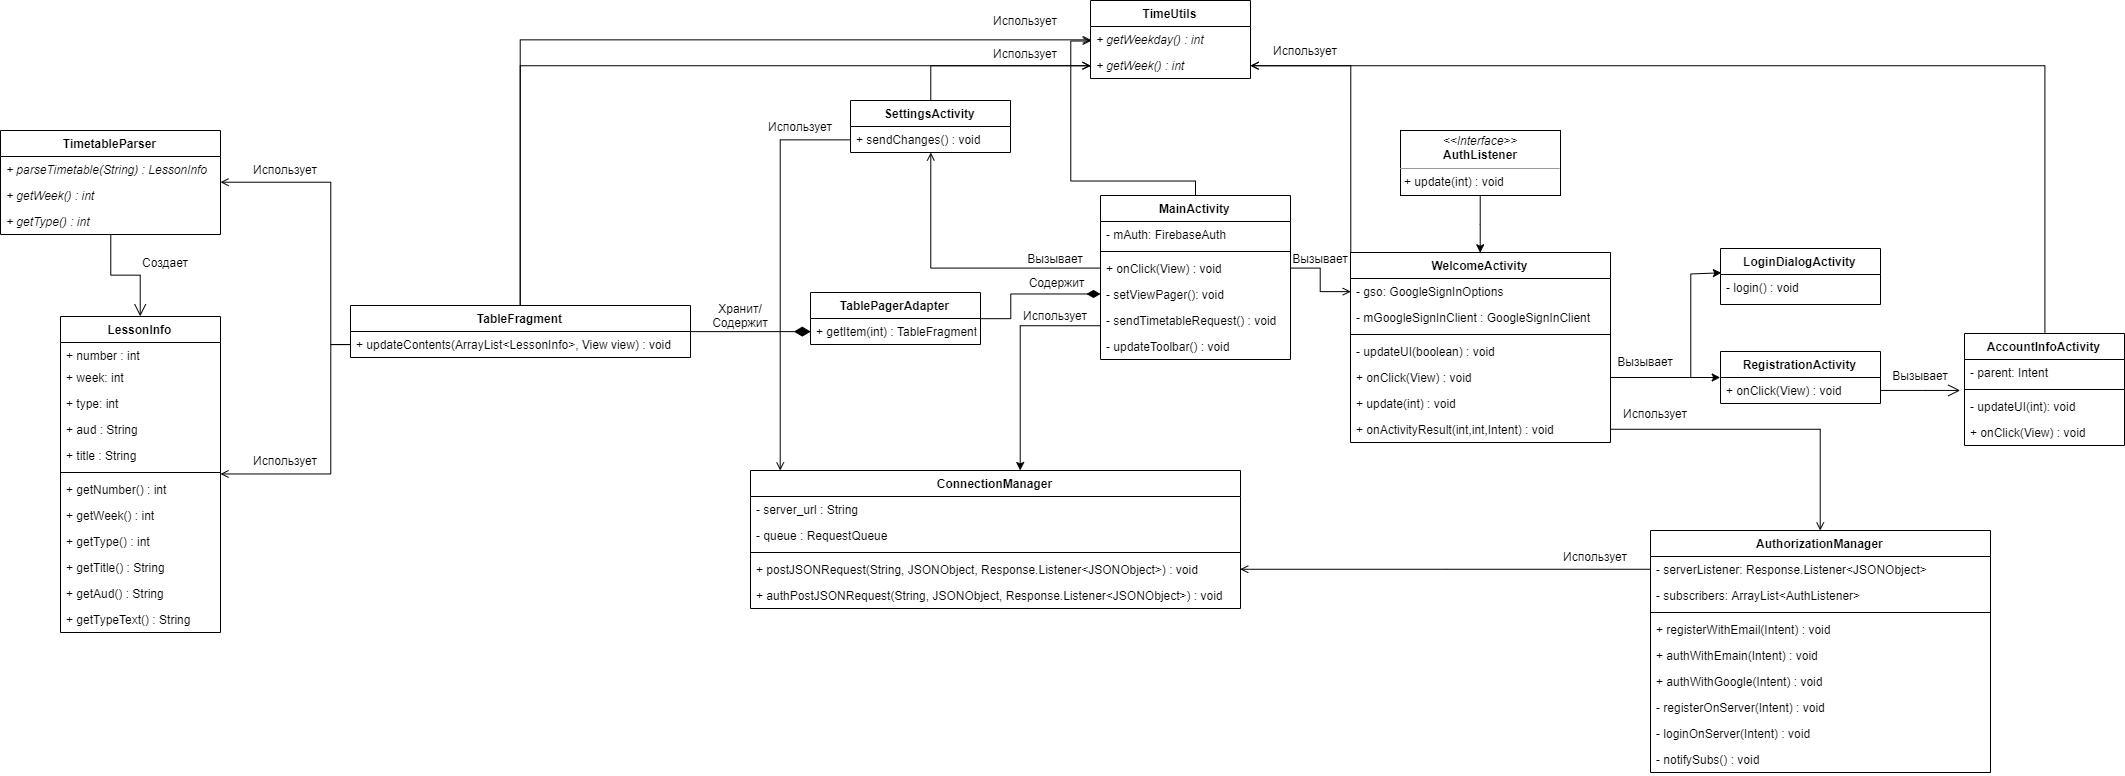 TimeUtils
+ getWeekday() : int
+ getWeek() : int
Использует
Использует
Использует
SettingsActivity
+ sendChanges() : void
Использует
TimetableParser
+ parseTimetable(String) : LessonInfo
+ getWeek() : int
+ getType() : int
Использует
Создает
<<Interface>>
AuthListener
+ update(int) : void
MainActivity
- mAuth: FirebaseAuth
+ onClick(View) : void
- setViewPager(): void
- sendTimetableRequest() : void
- updateToolbar() : void
Вызывает
Содержит
Использует
Вызывает
WelcomeActivity
- gso: GoogleSignInOptions
- mGoogleSignInClient : GoogleSignInClient
- updateUI(boolean) : void
+ onClick(View) : void
+ update(int) : void
+ onActivityResult(int,int,Intent) : void
LoginDialogActivity
- login() : void
Вызывает
RegistrationActivity
+ onClick(View) : void
Вызывает
AccountInfoActivity
- parent: Intent
- updateUI(int): void
+ onClick(View) : void
Использует
TablePagerAdapter
+ getItem(int) : TableFragment
Хранит/
Содержит
TableFragment
+ updateContents(ArrayList<LessonInfo>, View view) : void
LessonInfo
+ number : int
+ week: int
+ type: int
+ aud : String
+ title : String
+ getNumber() : int
+ getWeek() : int
+ getType() : int
+ getTitle() : String
+ getAud() : String
+ getTypeText() : String
Использует
ConnectionManager
- server_url : String
- queue : RequestQueue
+ postJSONRequest(String, JSONObject, Response.Listener<JSONObject>) : void
+ authPostJSONRequest(String, JSONObject, Response.Listener<JSONObject>) : void
Использует
AuthorizationManager
- serverListener: Response.Listener<JSONObject>
- subscribers: ArrayList<AuthListener>
+ registerWithEmail(Intent) : void
+ authWithEmain(Intent) : void
+ authWithGoogle(Intent) : void
- registerOnServer(Intent) : void
- loginOnServer(Intent) : void
- notifySubs() : void